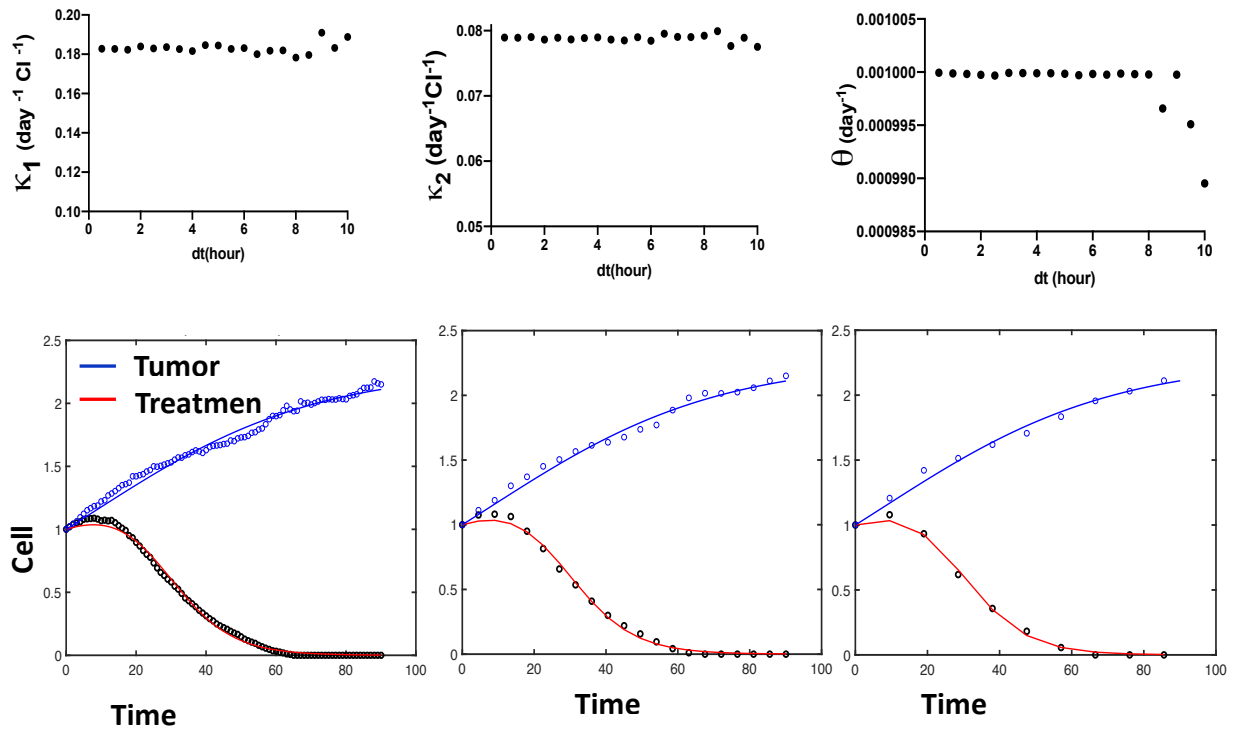 κ1 (day -1 CI -1)
0.20
0.18
0.16
0.14
0.12
0.10
0 2 4 6 8 10
dt(hour)
κ2 (day-1CI-1)
0.08
0.07
0.06
0.05
0 2 4 6 8 10
dt(hour)
θ (day-1)
0.001005
0.001000
0.000995
0.000990
0.000985
0 2 4 6 8 10
dt (hour)
Cell
2.5
2
1.5
1
0.5
0
Tumor
Treatmen
0 20 40 60 80 100
Time
2.5
2
1.5
1
0.5
0
0 20 40 60 80 100
Time
2.5
2
1.5
1
0.5
0
0 20 40 60 80 100
Time